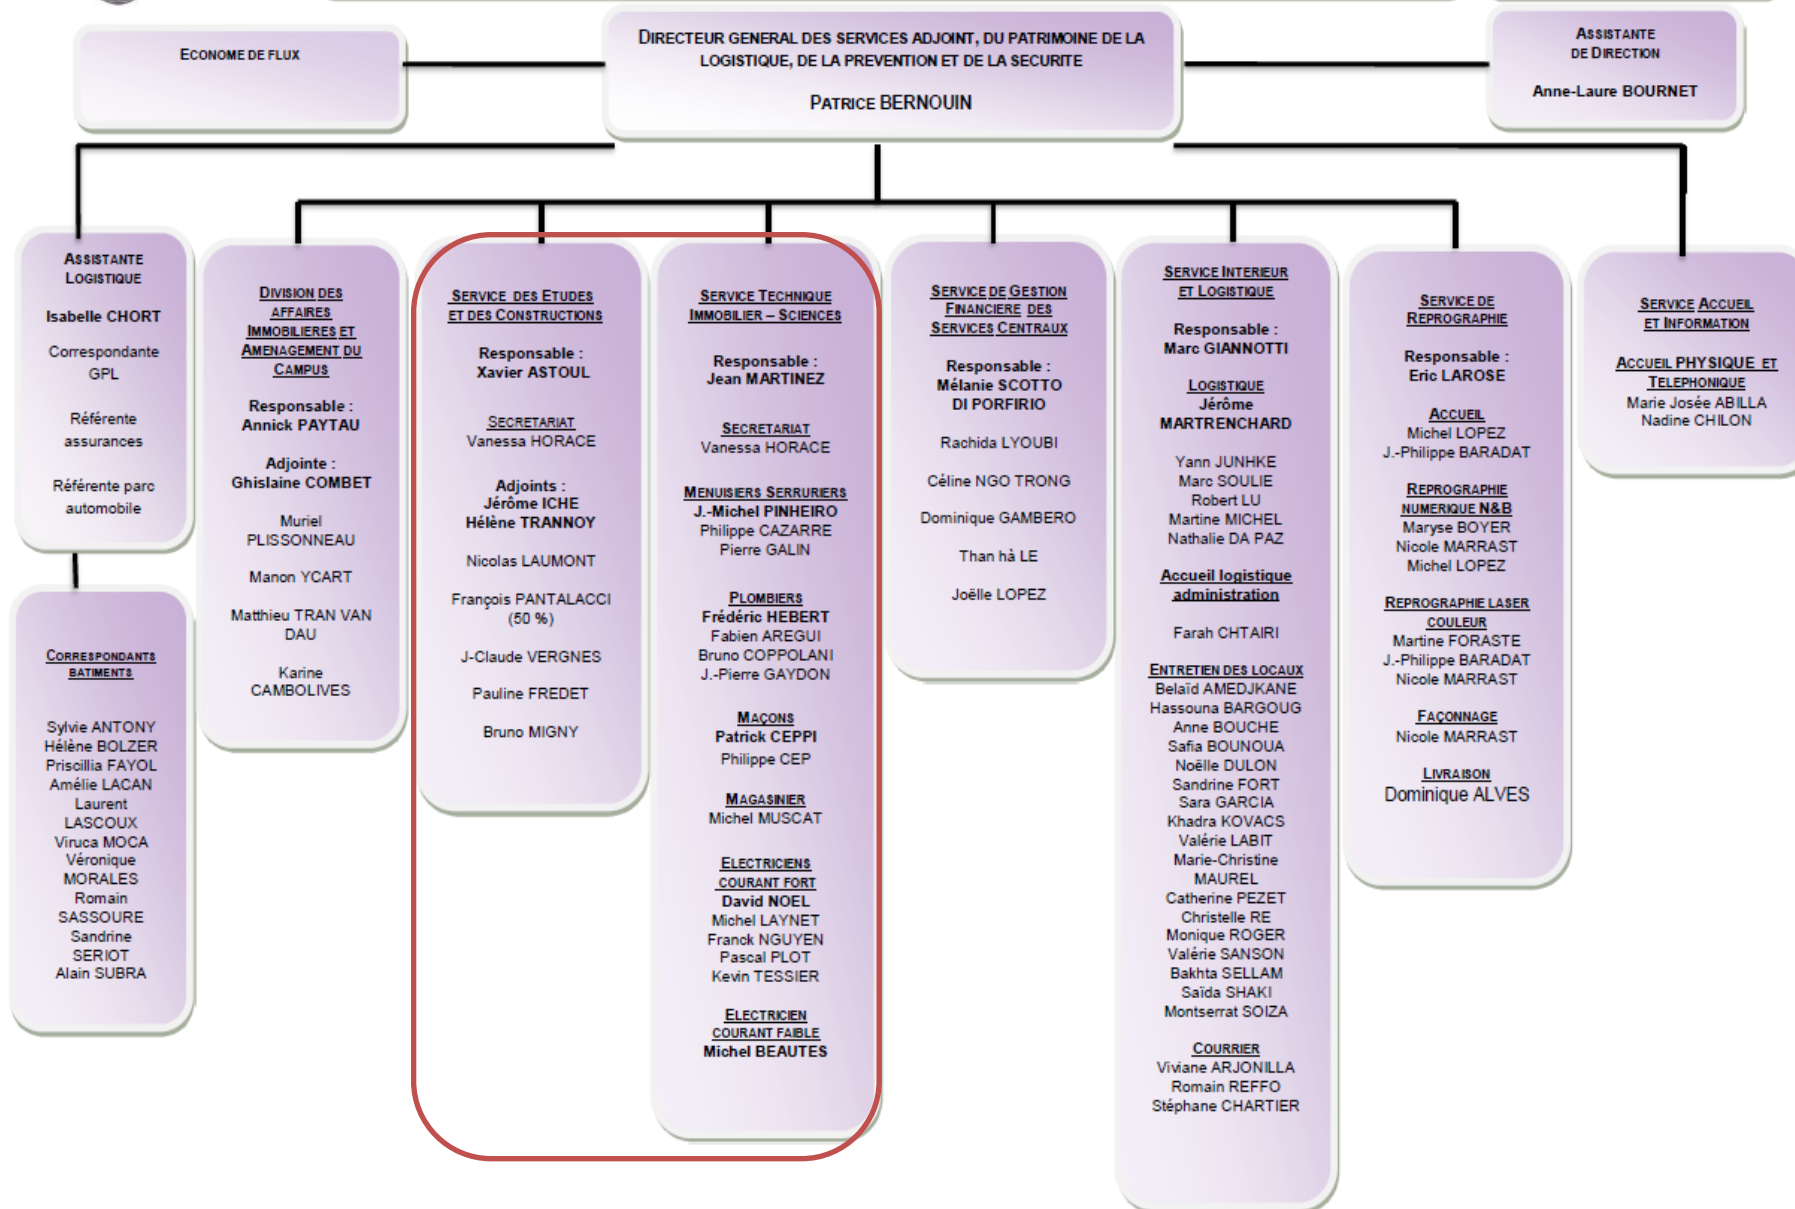 ECONOME DE FLUX
DIRECTEUR GENERAL DES SERVICES ADJOINT, DU PATRIMOINE DE LA
LOGISTIQUE, DE LA PREVENTION ET DE LA SECURITE
PATRICE BERNOUIN
ASSISTANTE
DE DIRECTION
Anne-Laure BOURNET
ASSISTANTE
LOGISTIQUE
Isabelle CHORT
Correspondante
GPL
Référente
assurances
Référente parc
automobile
CORRESPONDANTS
BATIMENTS
Sylvie ANTONY
Hélène BOLZER
Priscillia FAYOL
Amélie LACAN
Laurent
LASCOUX
Viruca MOCA
Véronique
MORALES
Romain
SASSOURE
Sandrine
SERIOT
Alain SUBRA
DIVISION DES
AFFAIRES
IMMOBILIERES ET
AMENAGEMENT DU
CAMPUS
Responsable :
Annick PAYTAU
Adjointe :
Ghislaine COMBET
Muriel
PLISSONNEAU
Manon YCART
Matthieu TRAN VAN
DAU
Karine
CAMBOLIVES
SERVICE DES ETUDES
ET DES CONSTRUCTIONS
Responsable :
Xavier ASTOUL
SECRETARIAT
Vanessa HORACE
Adjoints :
Jérôme ICHE
Hélène TRANNOY
Nicolas LAUMONT
François PANTALACCI
(50 %)
J-Claude VERGNES
Pauline FREDET
Bruno MIGNY
SERVICE TECHNIQUE
IMMOBILIER – SCIENCES
Responsable :
Jean MARTINEZ
SECRETARIAT
Vanessa HORACE
MENUISIERS SERRURIERS
J.-Michel PINHEIRO
Philippe CAZARRE
Pierre GALIN
PLOMBIERS
Frédéric HEBERT
Fabien AREGUI
Bruno COPPOLANI
J.-Pierre GAYDON
MAÇONS
Patrick CEPPI
Philippe CEP
MAGASINIER
Michel MUSCAT
ELECTRICIENS
COURANT FORT
David NOEL
Michel LAYNET
Franck NGUYEN
Pascal PLOT
Kevin TESSIER
ELECTRICIEN
COURANT FAIBLE
Michel BEAUTES
SERVICE DE GESTION
FINANCIERE DES
SERVICES CENTRAUX
Responsable :
Mélanie SCOTTO
DI PORFIRIO
Rachida LYOUBI
Céline NGO TRONG
Dominique GAMBERO
Than hà LE
Joëlle LOPEZ
SERVICE INTERIEUR
ET LOGISTIQUE
Responsable :
Marc GIANNOTTI
LOGISTIQUE
Jérôme
MARTRENCHARD
Yann JUNHKE
Marc SOULIE
Robert LU
Martine MICHEL
Nathalie DA PAZ
Accueil logistique
administration
Farah CHTAIRI
ENTRETIEN DES LOCAUX
Belaïd AMEDJKANE
Hassouna BARGOUG
Anne BOUCHE
Safia BOUNOUA
Noëlle DULON
Sandrine FORT
Sara GARCIA
Khadra KOVACS
Valérie LABIT
Marie-Christine
MAUREL
Catherine PEZET
Christelle RE
Monique ROGER
Valérie SANSON
Bakhta SELLAM
Saïda SHAKI
Montserrat SOIZA
COURRIER
Viviane ARJONILLA
Romain REFFO
Stéphane CHARTIER
SERVICE DE
REPROGRAPHIE
Responsable :
Eric LAROSE
ACCUEIL
Michel LOPEZ
J.-Philippe BARADAT
REPROGRAPHIE
NUMERIQUE N&B
Maryse BOYER
Nicole MARRAST
Michel LOPEZ
REPROGRAPHIE LASER
COULEUR
Martine FORASTE
J.-Philippe BARADAT
Nicole MARRAST
FAÇONNAGE
Nicole MARRAST
LIVRAISON
Dominique ALVES
SERVICE ACCUEIL
ET INFORMATION
ACCUEIL PHYSIQUE ET
TELEPHONIQUE
Marie Josée ABILLA
Nadine CHILON